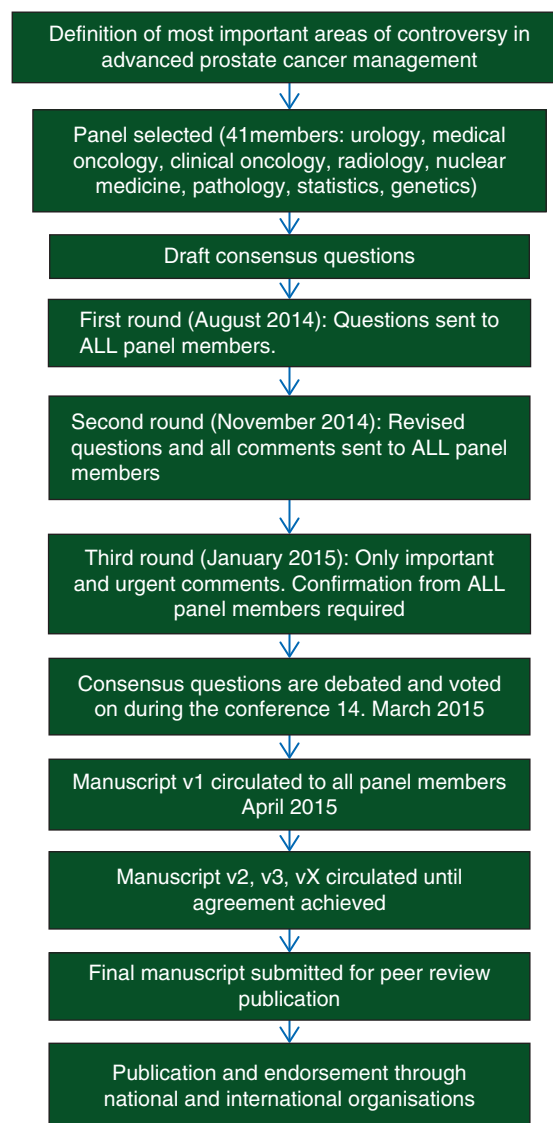 Definition of most important areas of controversy in
advanced prostate cancer management
Panel selected (41members: urology, medical
oncology, clinical oncology, radiology, nuclear
medicine, pathology, statistics, genetics)
Draft consensus questions
First round (August 2014): Questions sent to
ALL panel members.
Second round (November 2014): Revised
questions and all comments sent to ALL panel
members
Third round (January 2015): Only important
and urgent comments. Confirmation from ALL
panel members required
Consensus questions are debated and voted
on during the conference 14. March 2015
Manuscript v1 circulated to all panel members
April 2015
Manuscript v2, v3, vX circulated until
agreement achieved
Final manuscript submitted for peer review
publication
Publication and endorsement through
national and international organisations